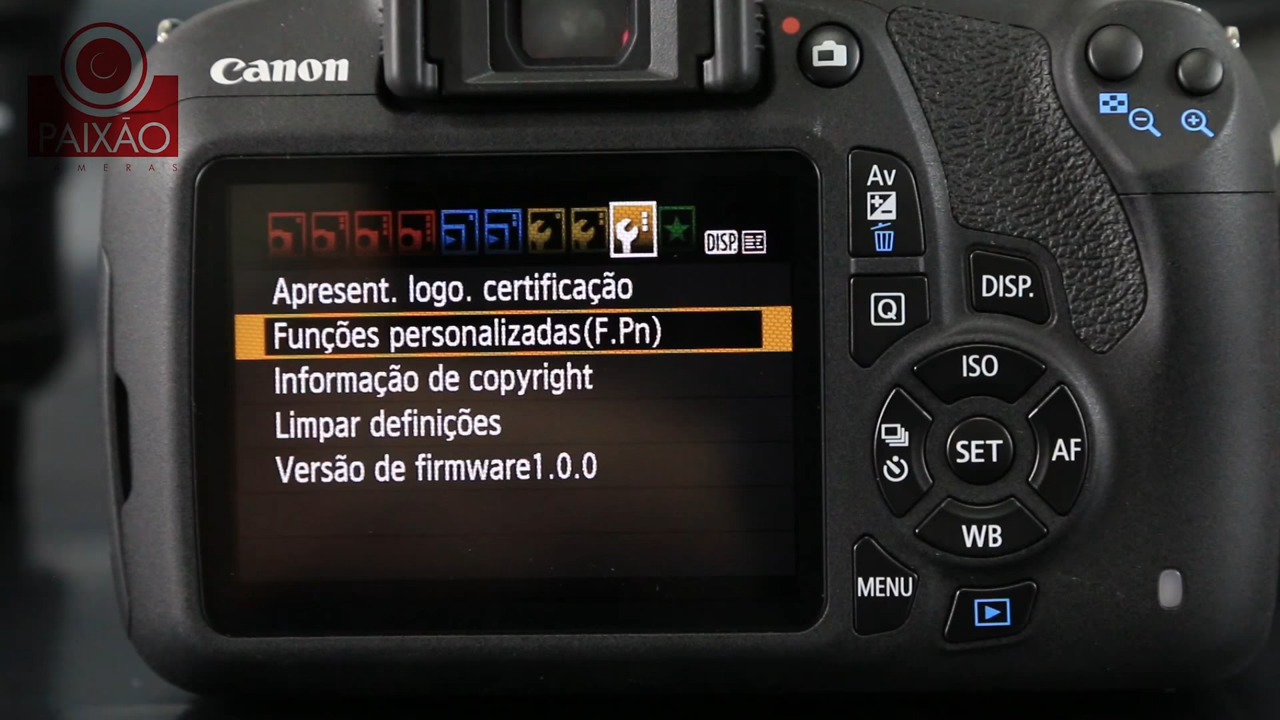 Canon
PAIXÃO
MERAS
DISP.
Apresent. logo. certificação
Funções personalizadas(F.Pn)
Informação de copyright
Limpar definições
Versão de firmware1.0.0
Av
Q
DISP.
ISO
SET
AF
WB
MENU